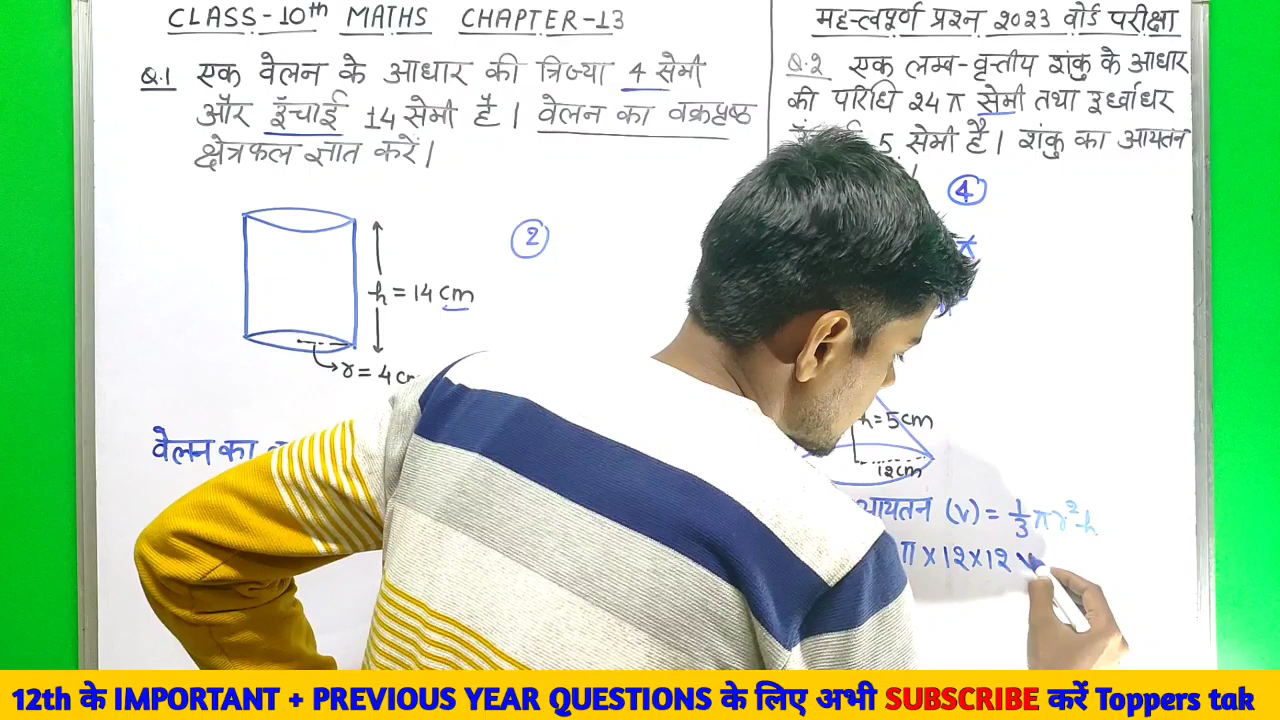 CLASS-10th MATHS CHAPTER-13
Q.1 एक वेलन के आधार की त्रिज्या 4 सेमी
और ऊँचाई 14 सेमी है। वेलन का वक्रपृष्ठ
क्षेत्रफल ज्ञात करें।
2
h = 14 cm
r = 4 c
वेलन का
महत्वपूर्ण प्रश्न 2023 वोर्ड परीक्षा
Q.2 एक लम्ब-वृत्तीय शंकु के आधार
की परिधि 24π सेमी तथा उर्ध्वाधर
5 सेमी है। शंकु का आयतन
4
h=5cm
12cm
आयतन (v) = 1/3 πr²h
π×12×12
12th के IMPORTANT + PREVIOUS YEAR QUESTIONS के लिए अभी SUBSCRIBE करें Toppers tak